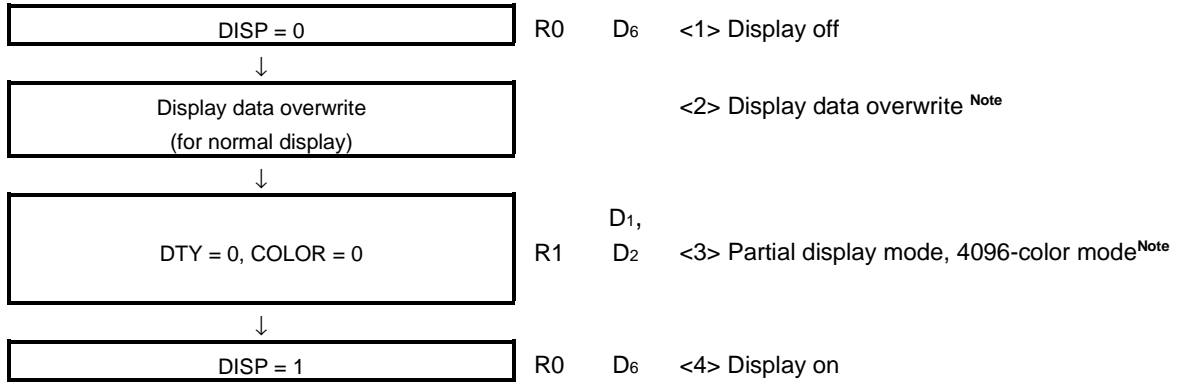 DISP = 0 R0 D6 <1> Display off
↓
Display data overwrite <2> Display data overwrite Note
(for normal display)
↓
D1,
DTY = 0, COLOR = 0 R1 D2 <3> Partial display mode, 4096-color modeNote
↓
DISP = 1 R0 D6 <4> Display on